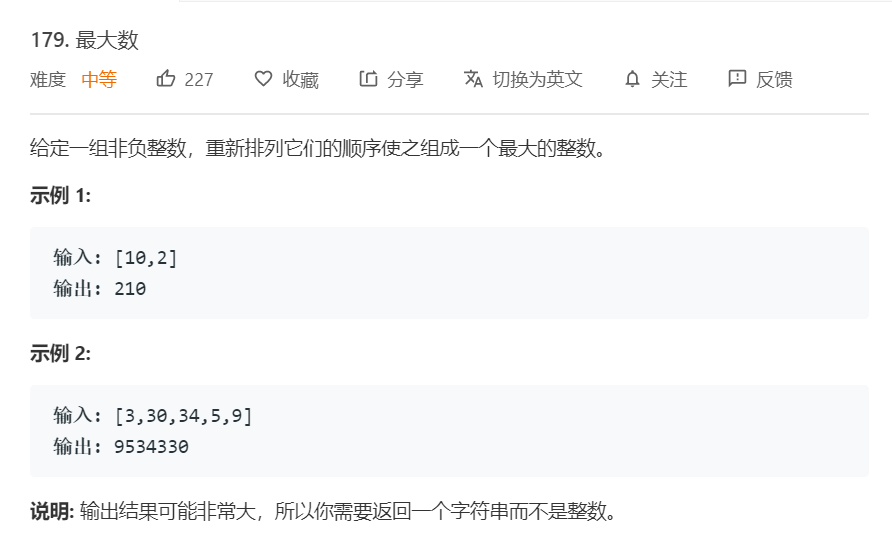 179. 最大数
难度 中等 227 收藏 分享 切换为英文 关注 反馈
给定一组非负整数，重新排列它们的顺序使之组成一个最大的整数。
示例 1:
输入: [10,2]
输出: 210
示例 2:
输入: [3,30,34,5,9]
输出: 9534330
说明: 输出结果可能非常大，所以你需要返回一个字符串而不是整数。